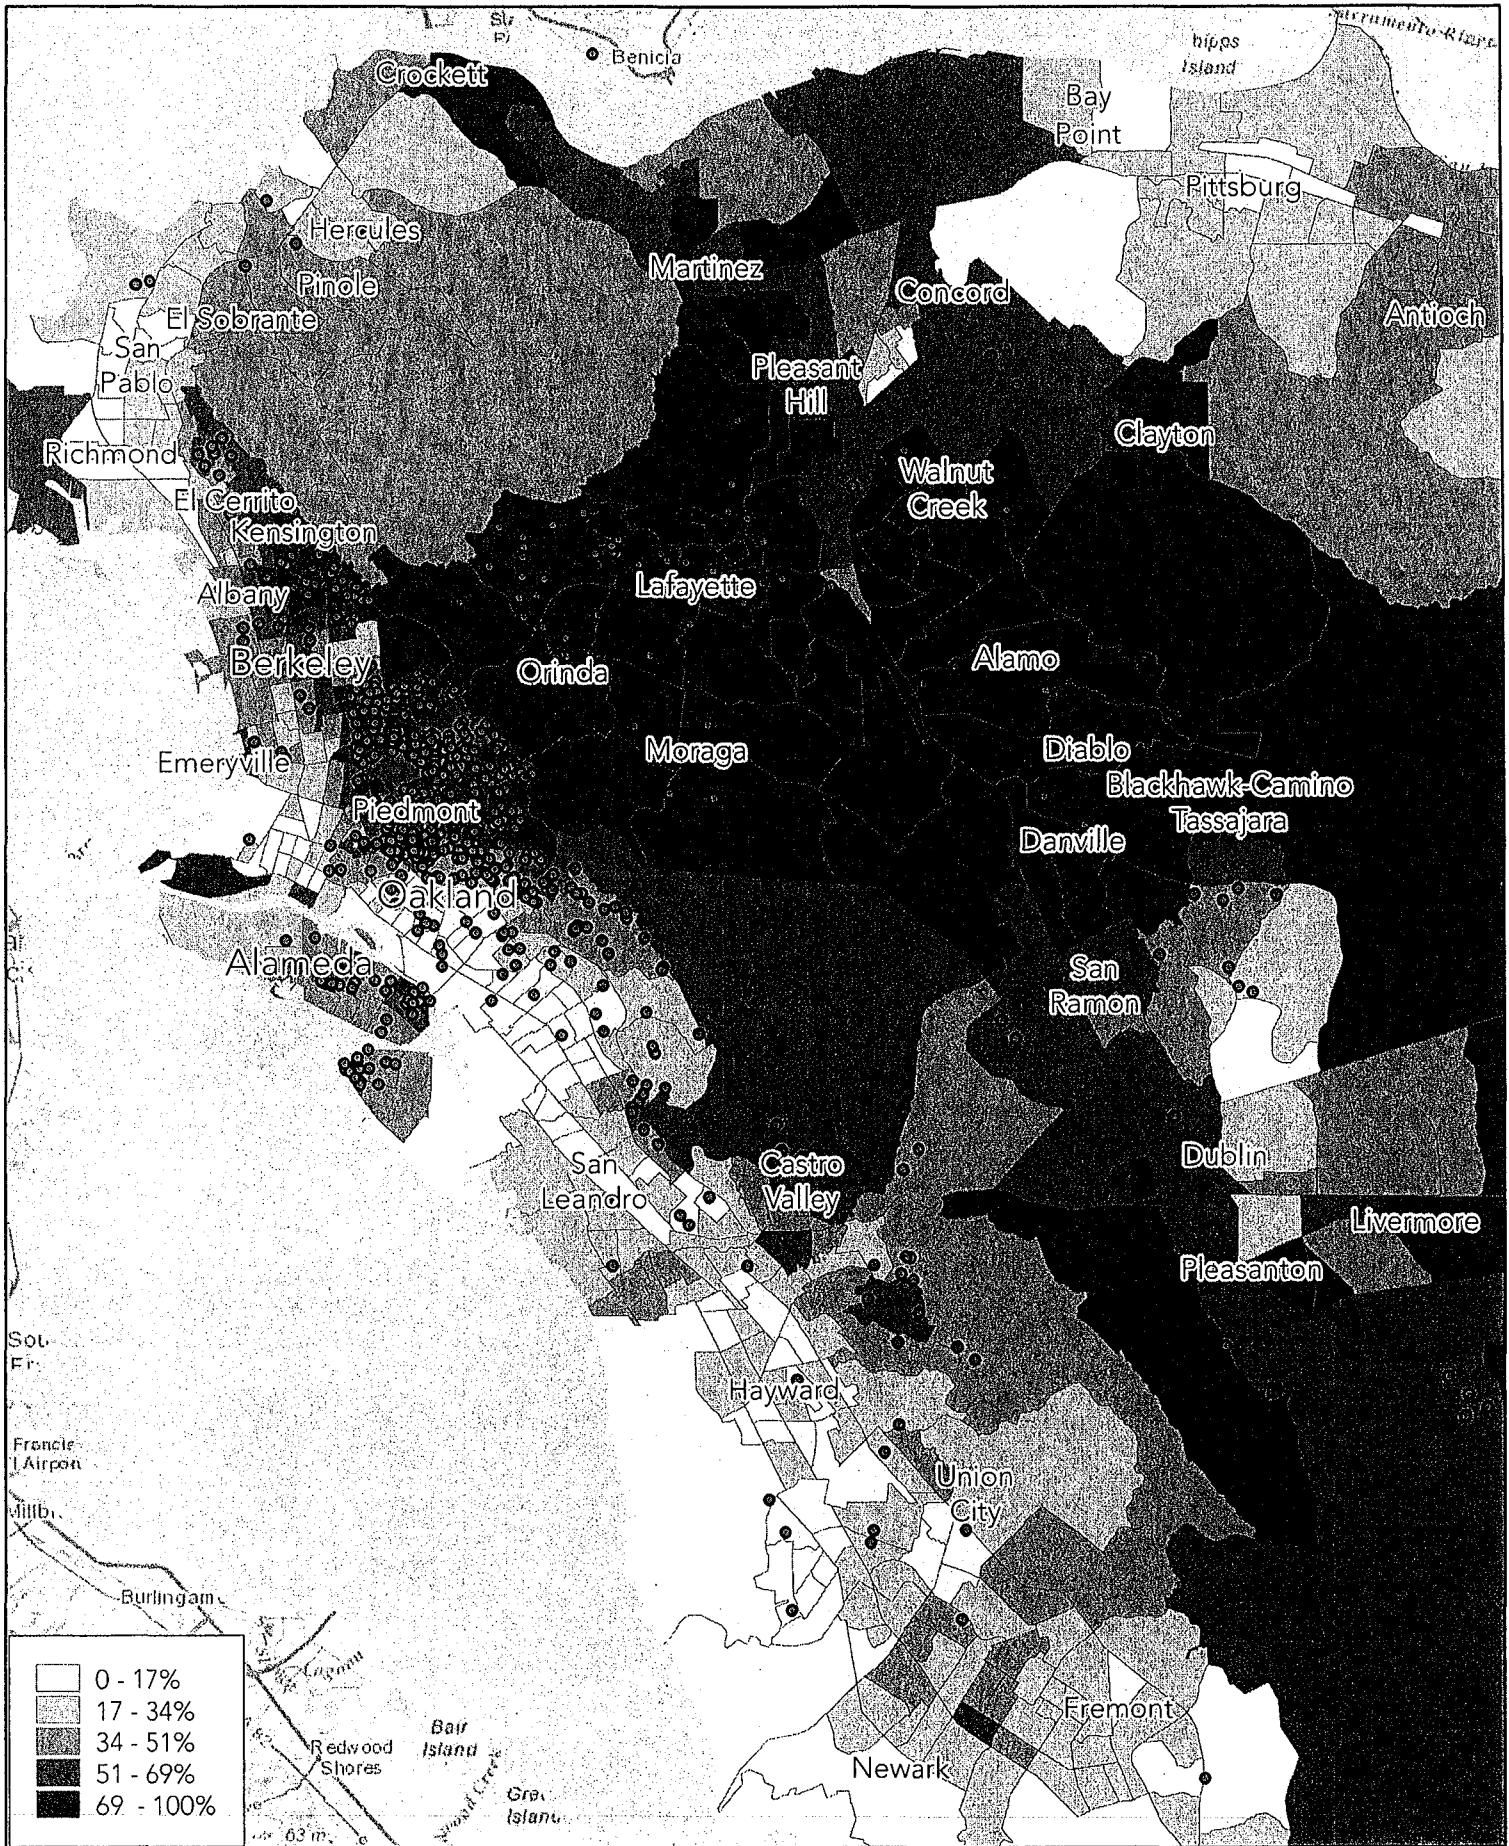 Benicia
Crockett
Island
Bay
Point
Pittsburg
Hercules
Martinez
Pinole
Concord
El Sobrante
Antioch
San
Pablo
Pleasant
Hill
Clayton
Richmond
Walnut
Creek
El Cerrito
Kensington
Albany
Lafayette
Berkeley
Orinda
Alamo
Moraga
Diablo
Emeryville
Blackhawk-Camino
Tassajara
Piedmont
Danville
Oakland
Alameda
San
Ramon
San
Leandro
Castro
Valley
Dublin
Livermore
Pleasanton
Hayward
Union
City
Fremont
Newark
Redwood
Shores
Bair
Island
0 - 17%
17 - 34%
34 - 51%
51 - 69%
69 - 100%